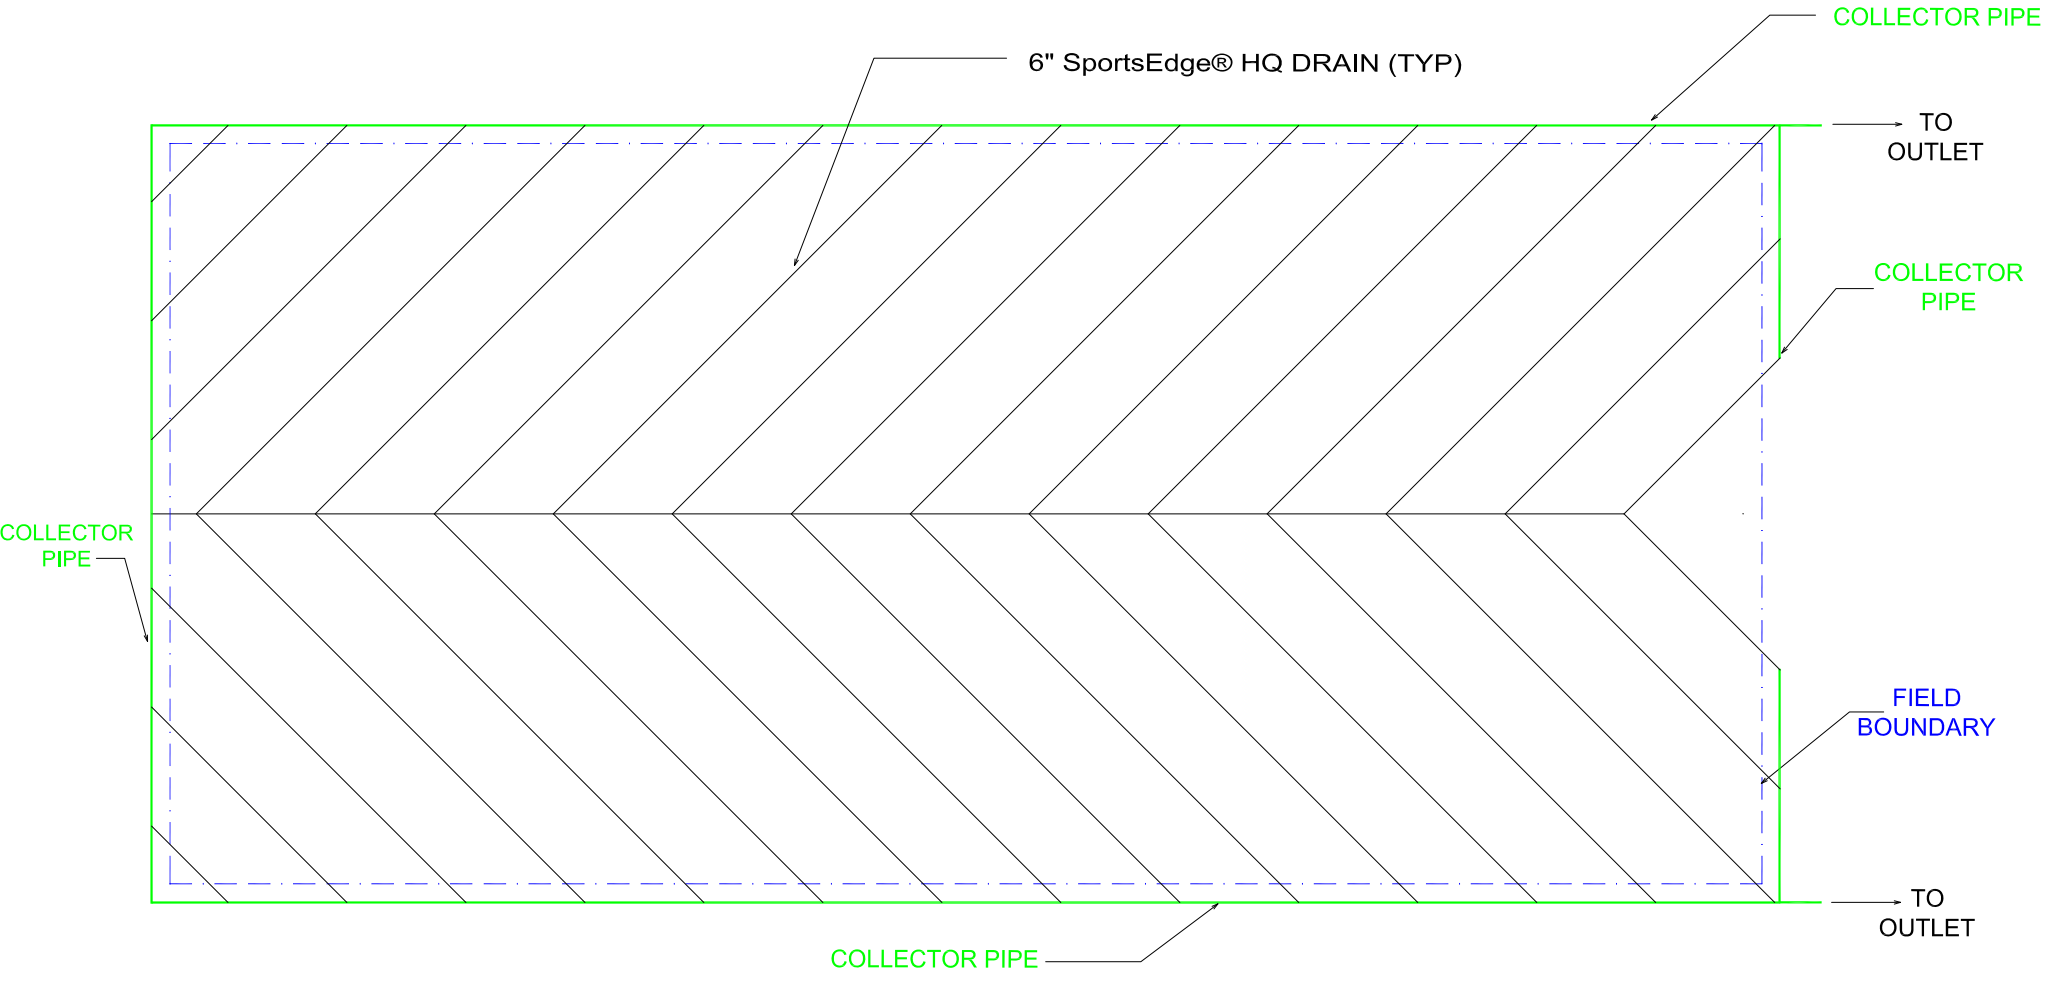 COLLECTOR PIPE
6" SportsEdge® HQ DRAIN (TYP)
TO
OUTLET
COLLECTOR
PIPE
COLLECTOR
PIPE
FIELD
BOUNDARY
TO
OUTLET
COLLECTOR PIPE